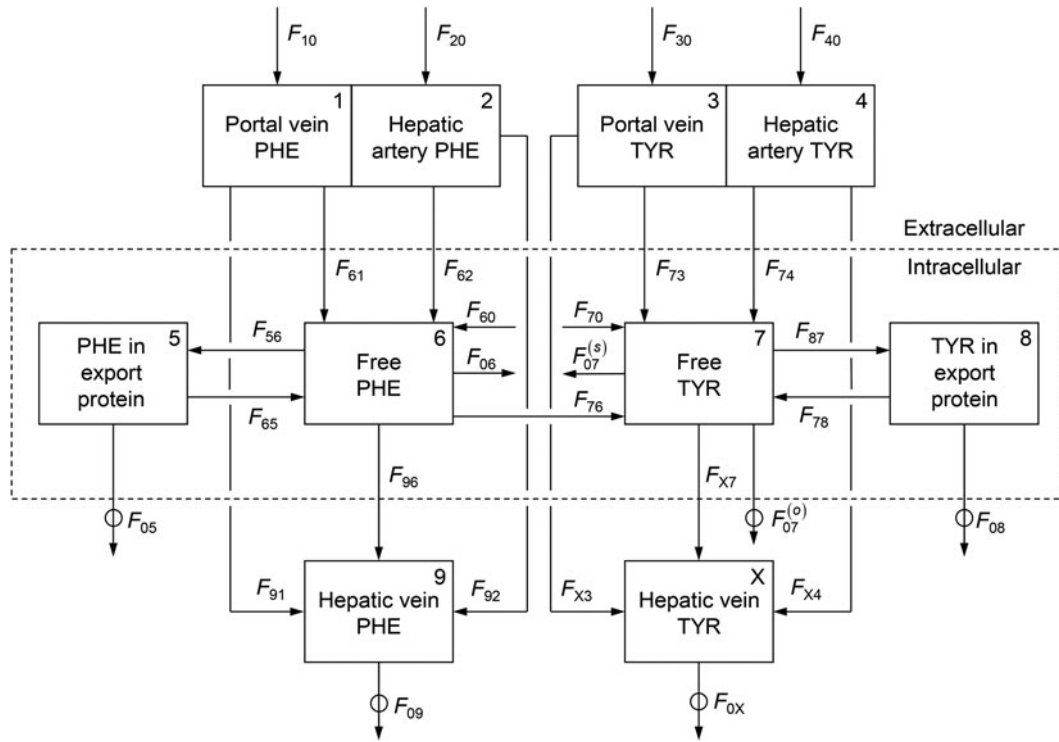 F10 F20 F30 F40
1 2 3 4
Portal vein Hepatic Portal vein Hepatic
PHE artery PHE TYR artery TYR
Extracellular
F61 F62 F73 F74 Intracellular
F60 F70
5 F56 6 7 F87 8
PHE in Free F06 F07(s) Free TYR in
export PHE TYR export
protein F76 protein
F65 F78
F96 FX7
F05 F07(o) F08
9 X
F91 F92 FX3 FX4
Hepatic vein Hepatic vein
PHE TYR
F09 F0X